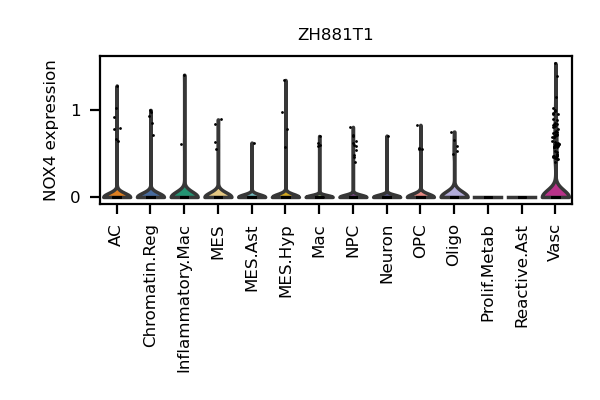 ZH881T1
NOX4 expression
1
0
AC
Chromatin.Reg
Inflammatory.Mac
MES
MES.Ast
MES.Hyp
Mac
NPC
Neuron
OPC
Oligo
Prolif.Metab
Reactive.Ast
Vasc